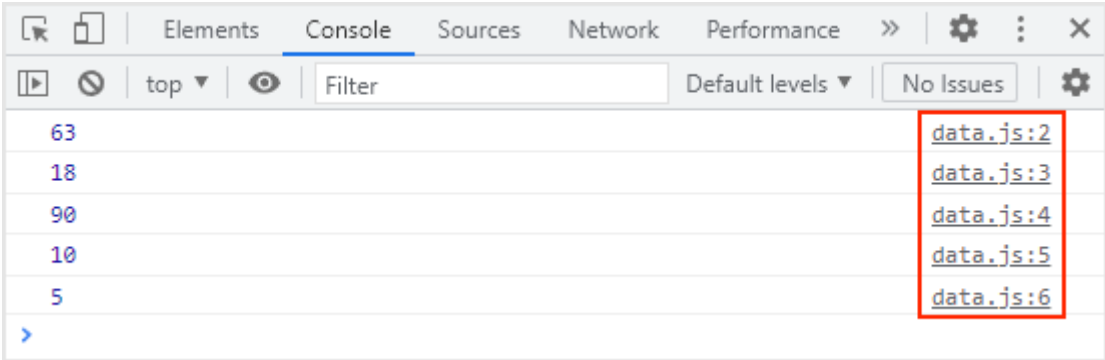 Elements Console Sources Network Performance »
top ▼ Filter Default levels ▼ No Issues
63 data.js:2
18 data.js:3
90 data.js:4
10 data.js:5
5 data.js:6
>